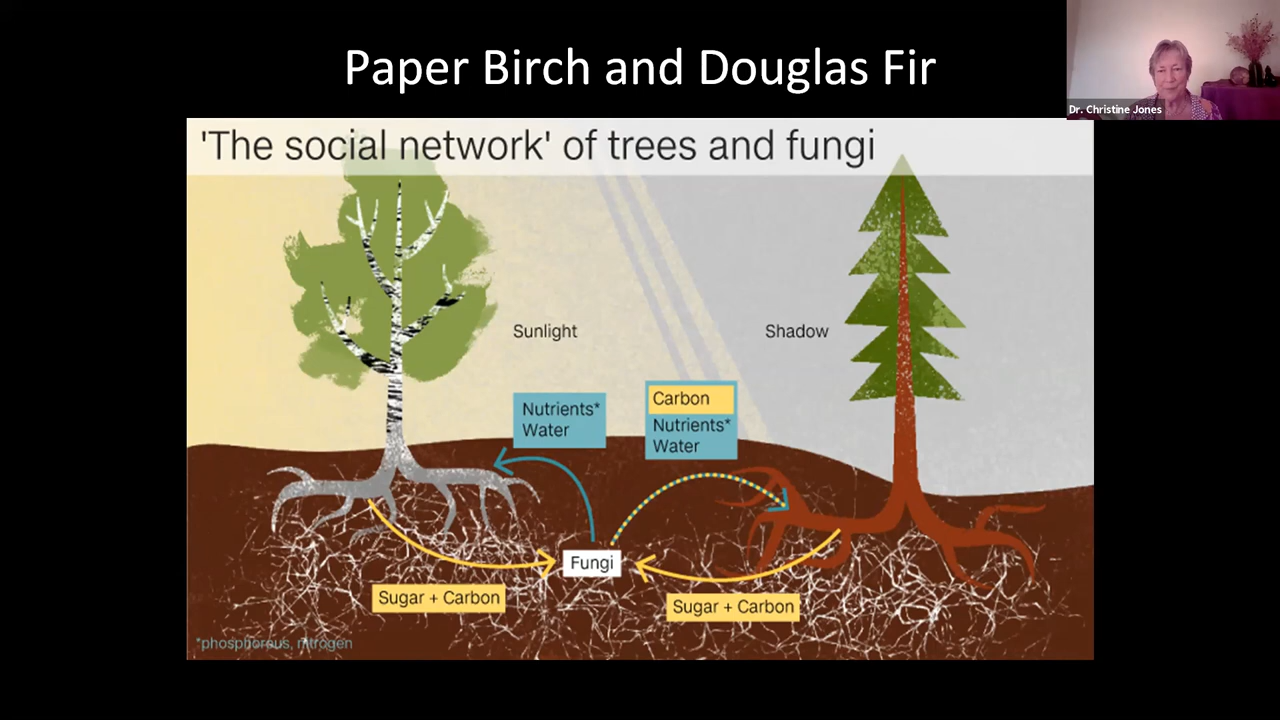 Paper Birch and Douglas Fir
Dr. Christine Jones
'The social network' of trees and fungi
Sunlight
Shadow
Nutrients*
Water
Carbon
Nutrients*
Water
Fungi
Sugar + Carbon
Sugar + Carbon
*phosphorous, nitrogen